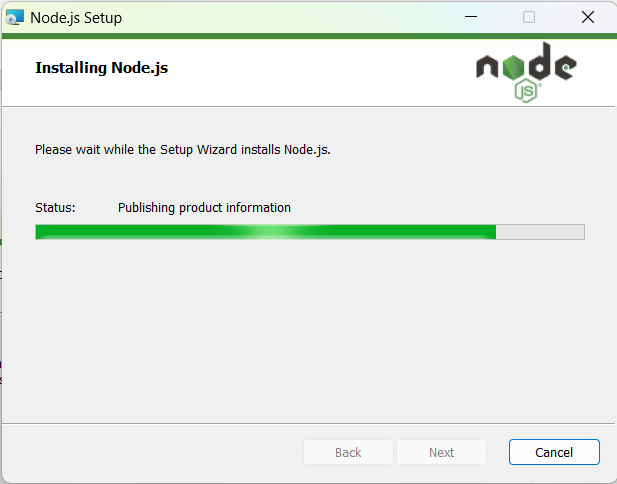 Node.js Setup
Installing Node.js
node
JS
Please wait while the Setup Wizard installs Node.js.
Status: Publishing product information
Back Next Cancel